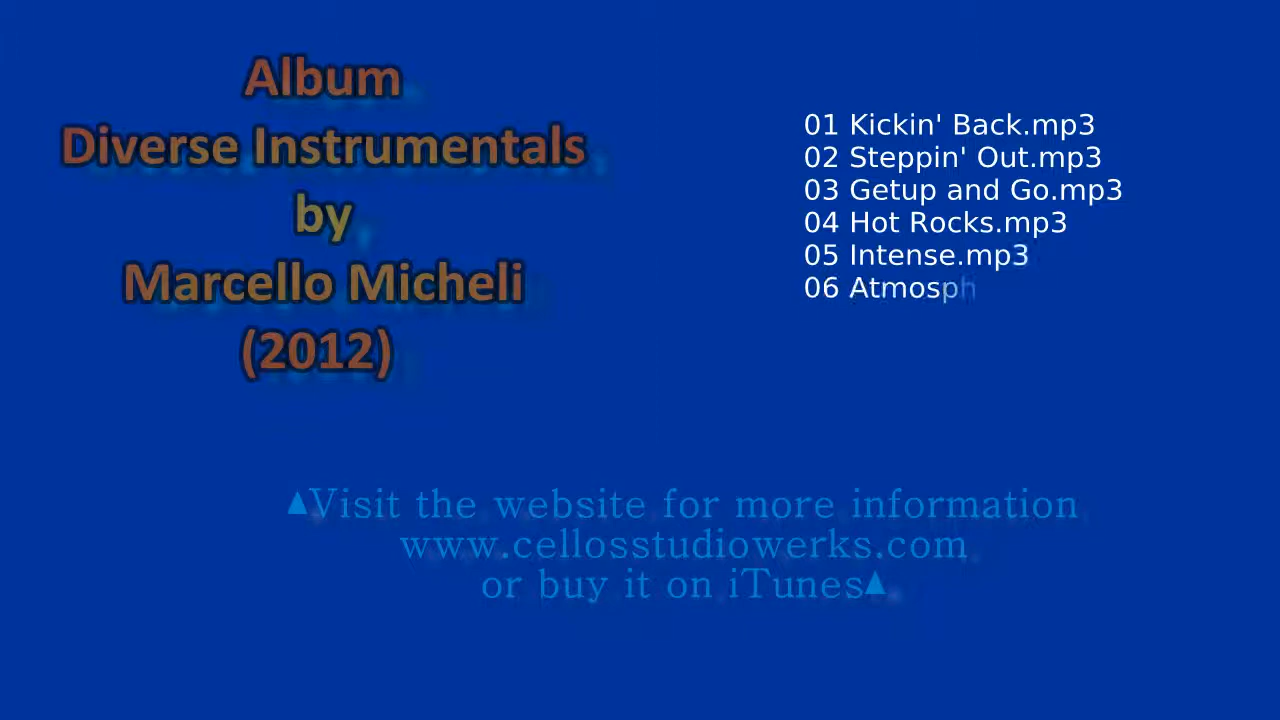 Album
Diverse Instrumentals
by
Marcello Micheli
(2012)
01 Kickin' Back.mp3
02 Steppin' Out.mp3
03 Getup and Go.mp3
04 Hot Rocks.mp3
05 Intense.mp3
06 Atmosph
▲Visit the website for more information
www.cellosstudiowerks.com
or buy it on iTunes▲